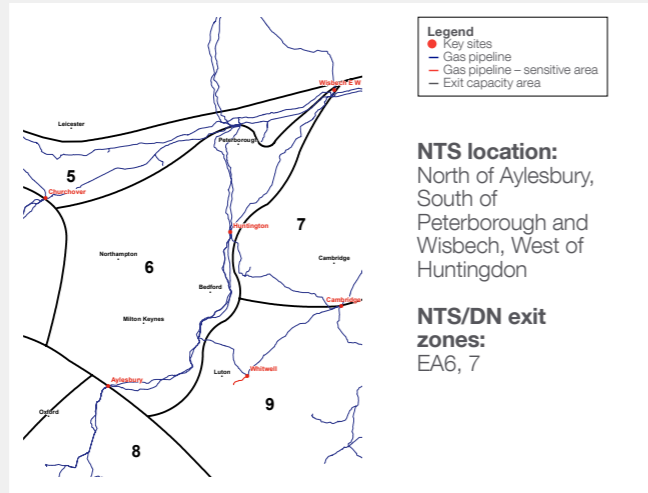 Wisbech E W
Leicester
Peterborough
5
Churchover
7
Huntington
Northampton
6
Cambridge
Bedford
Cambridge
Milton Keynes
Luton
Whitwell
Aylesbury
9
Oxford
8
Legend
Key sites
Gas pipeline
Gas pipeline – sensitive area
Exit capacity area
NTS location:
North of Aylesbury,
South of
Peterborough and
Wisbech, West of
Huntingdon
NTS/DN exit
zones:
EA6, 7